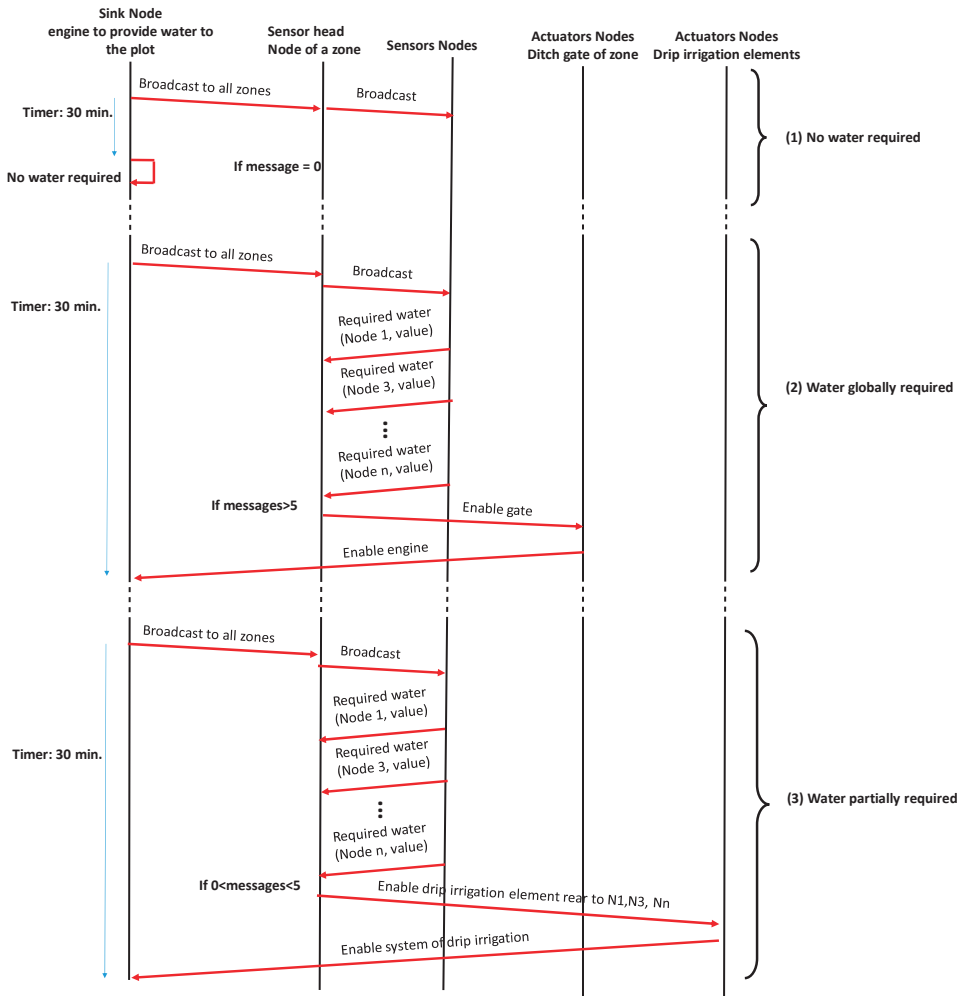 Sink Node
engine to provide water to
the plot
Sensor head
Node of a zone
Sensors Nodes
Actuators Nodes
Ditch gate of zone
Actuators Nodes
Drip irrigation elements
Broadcast to all zones
Broadcast
Timer: 30 min.
(1) No water required
If message = 0
No water required
Broadcast to all zones
Broadcast
Timer: 30 min.
Required water
(Node 1, value)
Required water
(Node 3, value)
(2) Water globally required
Required water
(Node n, value)
If messages>5
Enable gate
Enable engine
Broadcast to all zones
Broadcast
Required water
(Node 1, value)
Timer: 30 min.
Required water
(Node 3, value)
(3) Water partially required
Required water
(Node n, value)
If 0<messages<5
Enable drip irrigation element rear to N1,N3, Nn
Enable system of drip irrigation